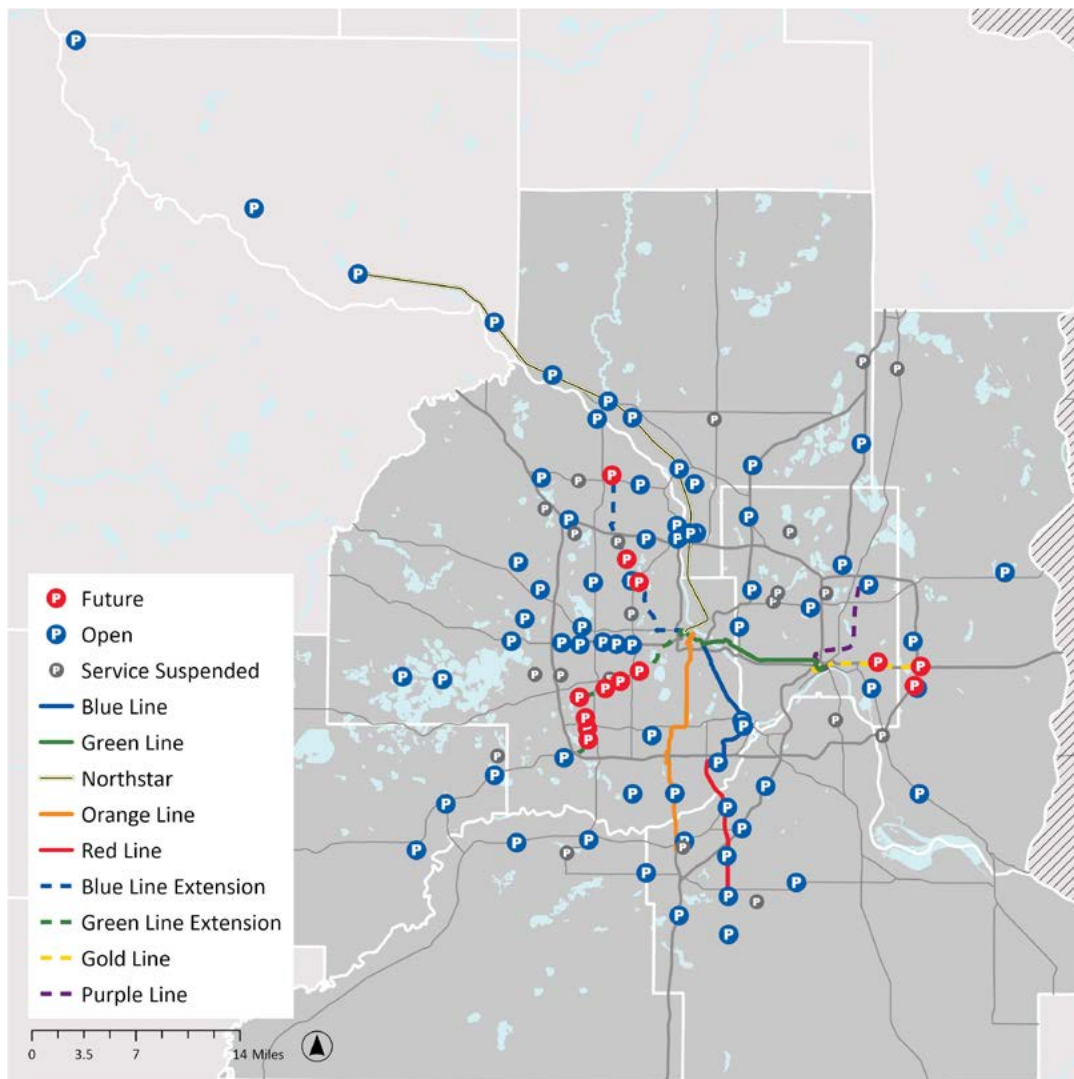 Future
Open
Service Suspended
Blue Line
Green Line
Northstar
Orange Line
Red Line
Blue Line Extension
Green Line Extension
Gold Line
Purple Line
0 3.5 7 14 Miles